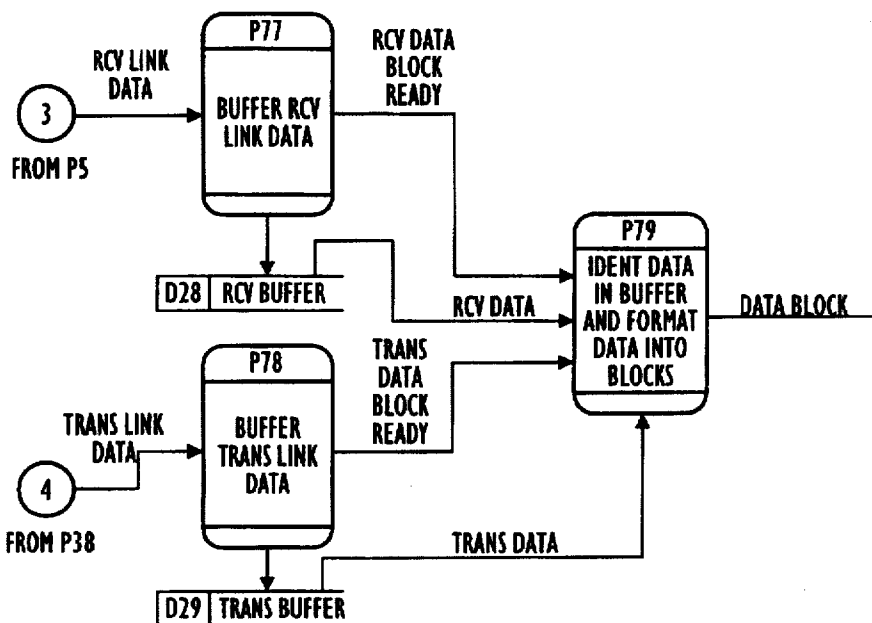 P77
RCV LINK
DATA
BUFFER RCV
LINK DATA
RCV DATA
BLOCK
READY
3
FROM P5
D28
RCV BUFFER
RCV DATA
P79
IDENT DATA
IN BUFFER
AND FORMAT
DATA INTO
BLOCKS
DATA BLOCK
P78
TRANS LINK
DATA
BUFFER
TRANS LINK
DATA
TRANS
DATA
BLOCK
READY
4
FROM P38
TRANS DATA
D29
TRANS BUFFER